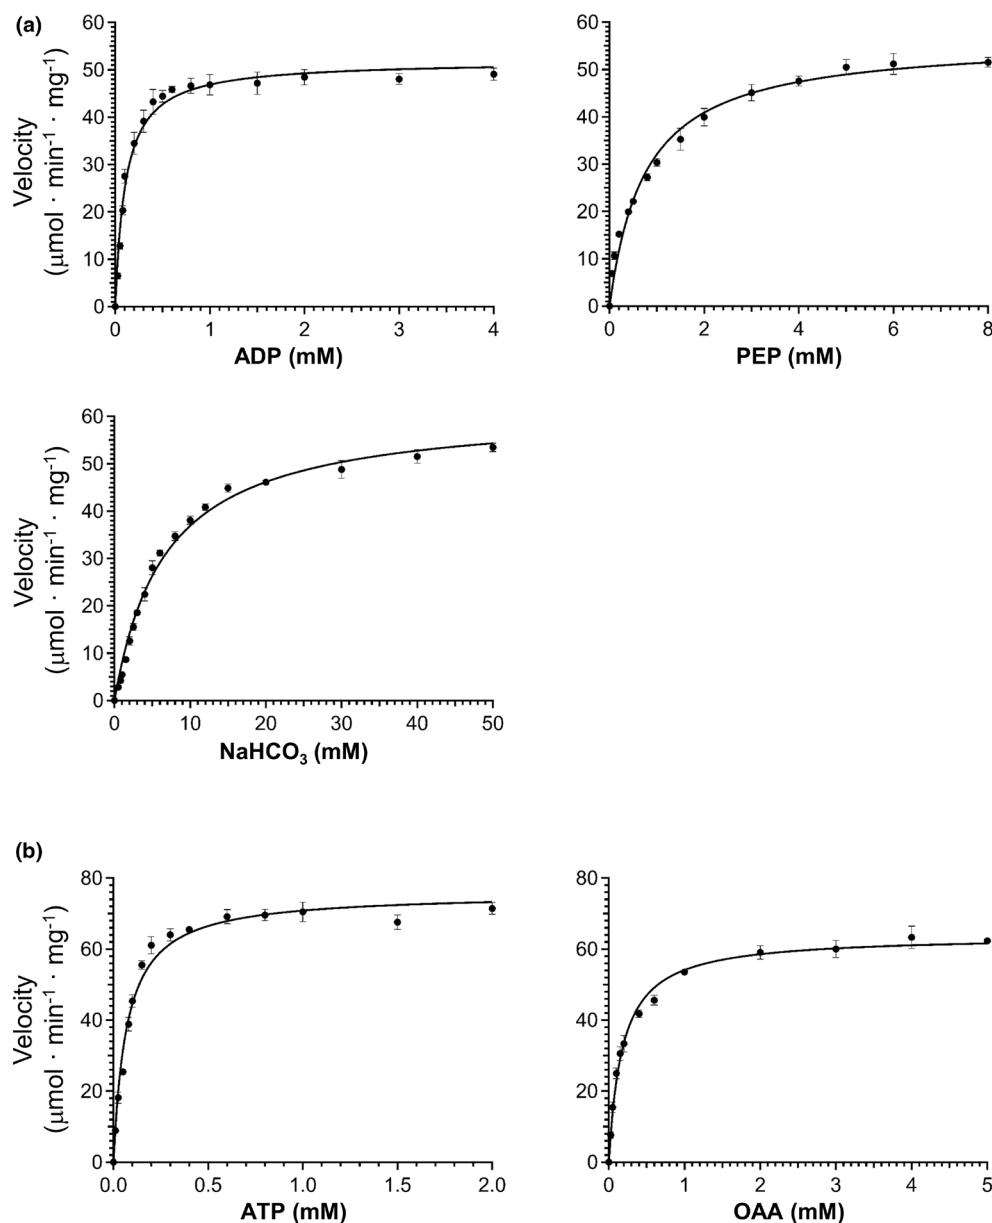 (a)
Velocity
(μmol · min⁻¹ · mg⁻¹)
60
50
40
30
20
10
0
0 1 2 3 4
ADP (mM)
60
50
40
30
20
10
0
0 2 4 6 8
PEP (mM)
Velocity
(μmol · min⁻¹ · mg⁻¹)
60
50
40
30
20
10
0
0 10 20 30 40 50
NaHCO₃ (mM)
(b)
Velocity
(μmol · min⁻¹ · mg⁻¹)
80
60
40
20
0
0.0 0.5 1.0 1.5 2.0
ATP (mM)
80
60
40
20
0
0 1 2 3 4 5
OAA (mM)